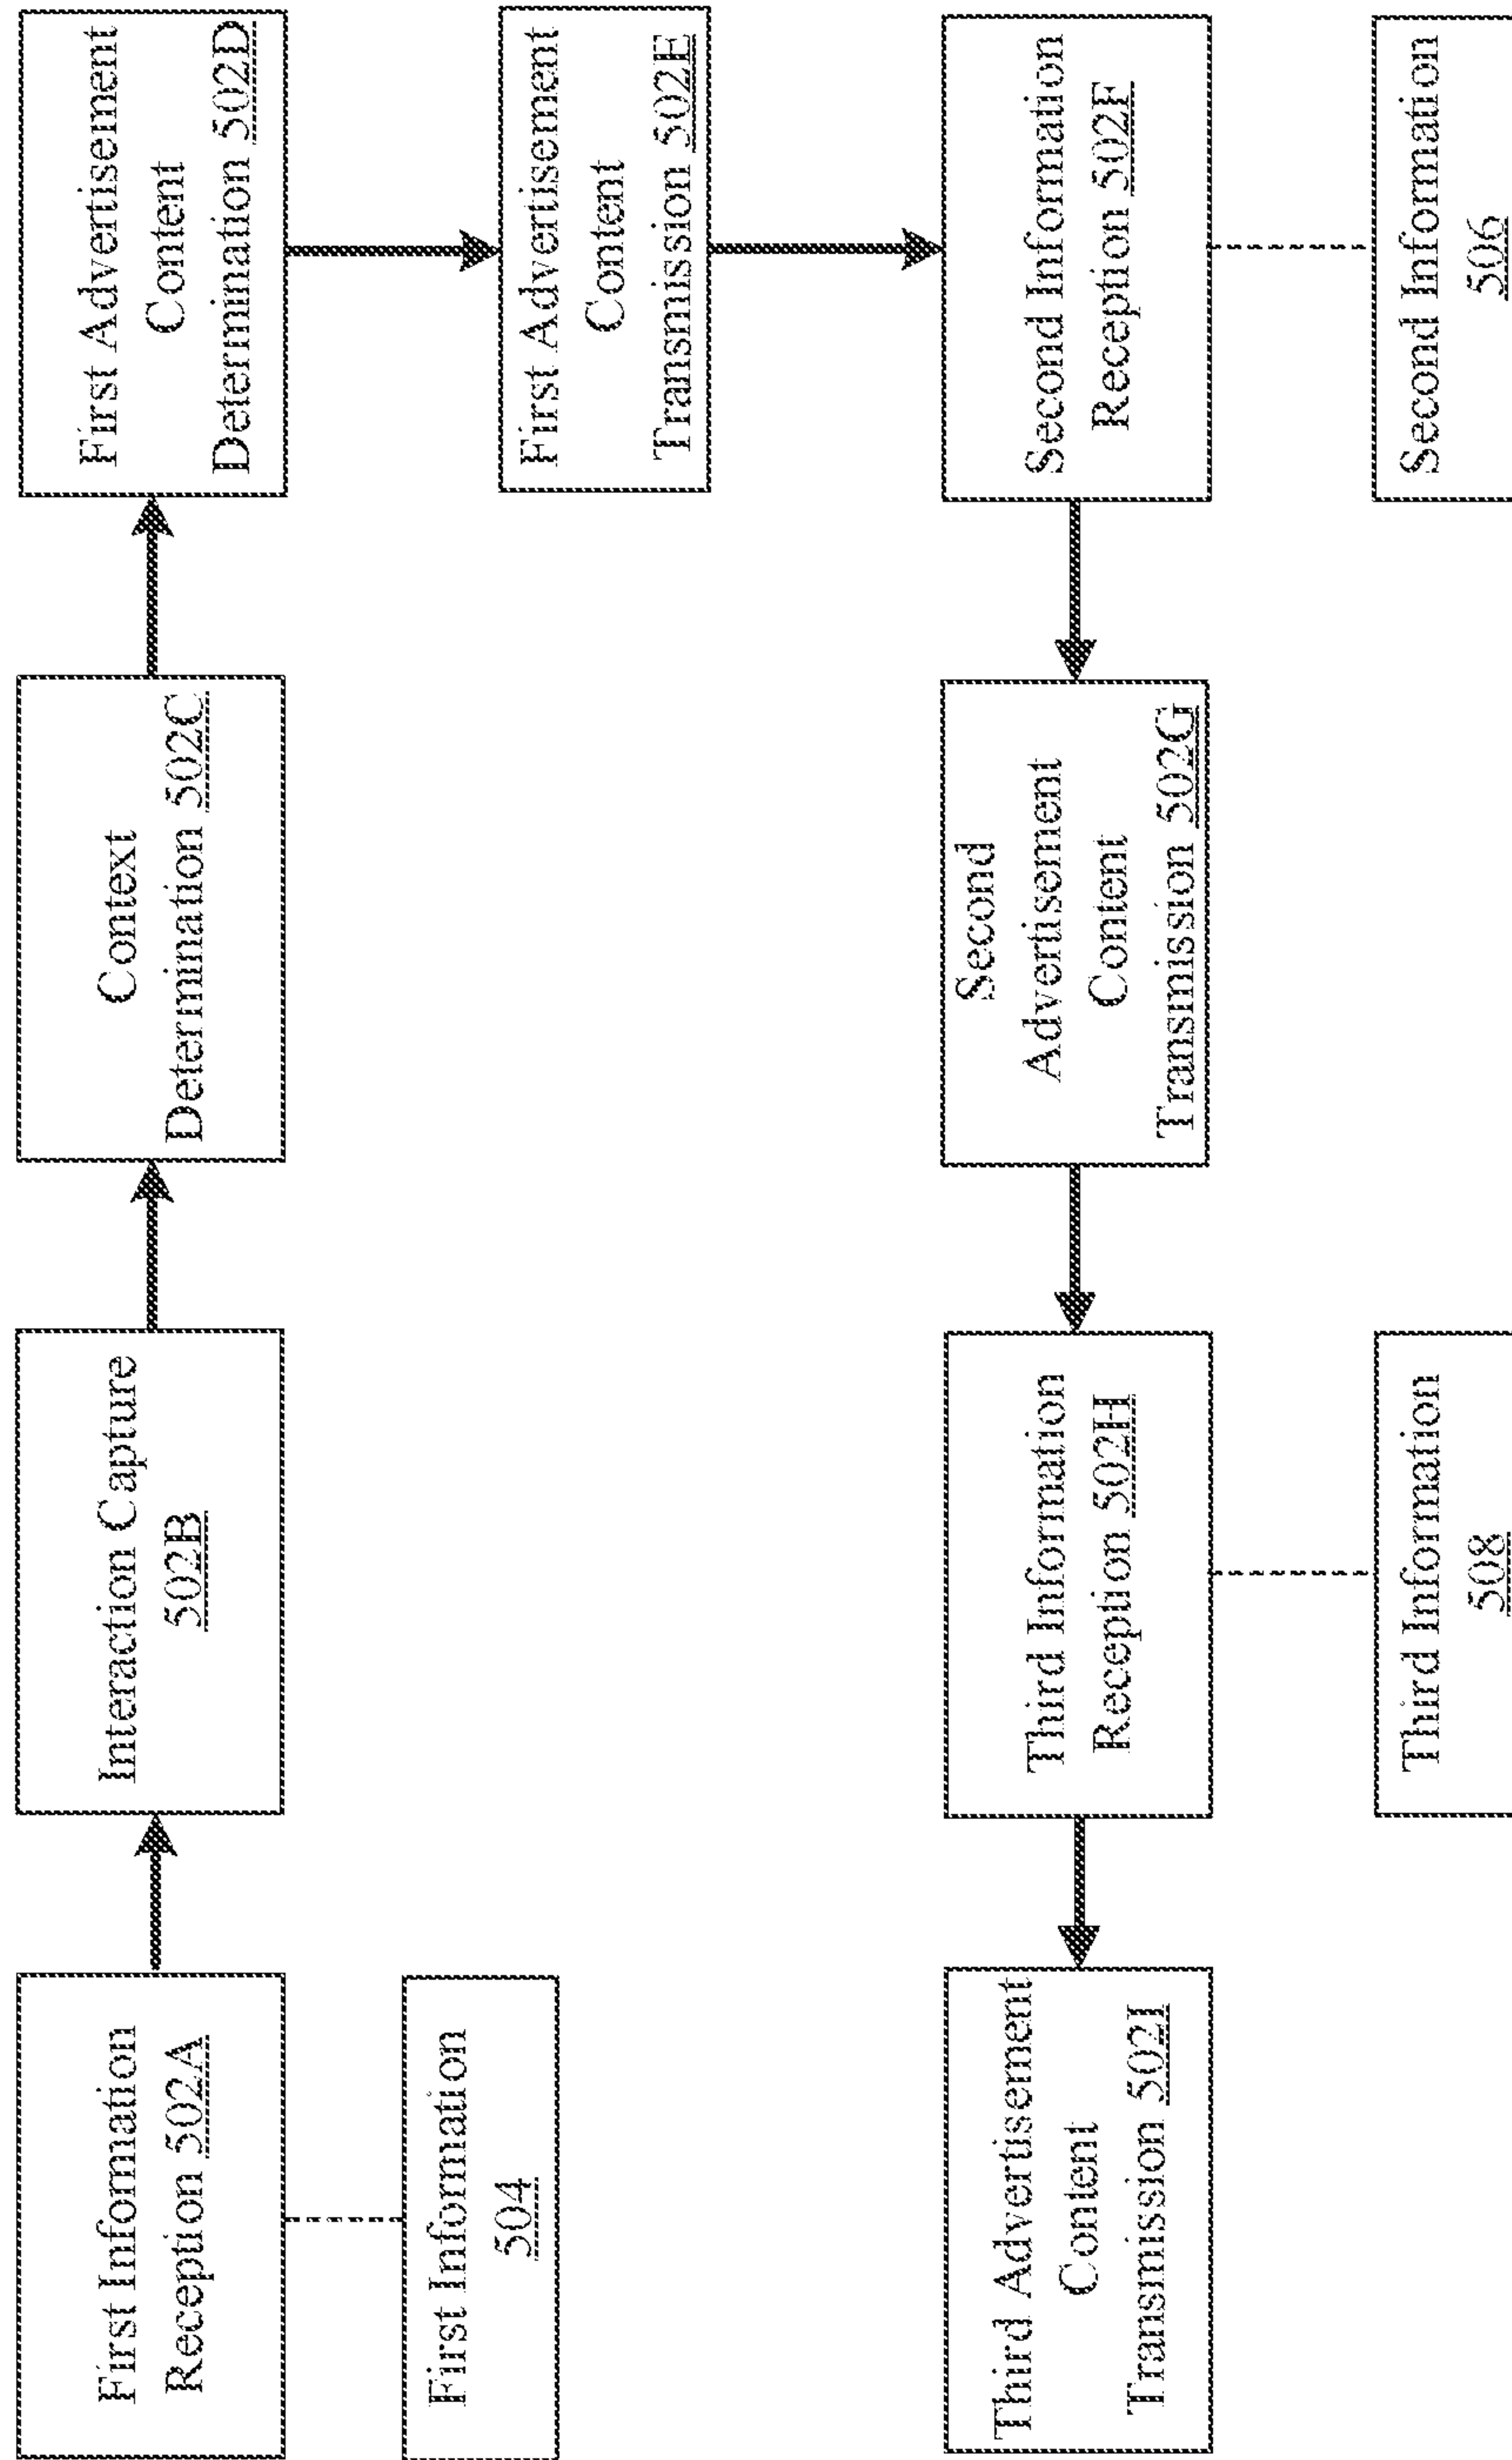 First Information
Reception 502A
Interaction Capture
502B
Context
Determination 502C
First Advertisement
Content
Determination 502D
First Information
504
First Advertisement
Content
Transmission 502E
Third Advertisement
Content
Transmission 502I
Third Information
Reception 502H
Second
Advertisement
Content
Transmission 502G
Second Information
Reception 502F
Third Information
508
Second Information
506